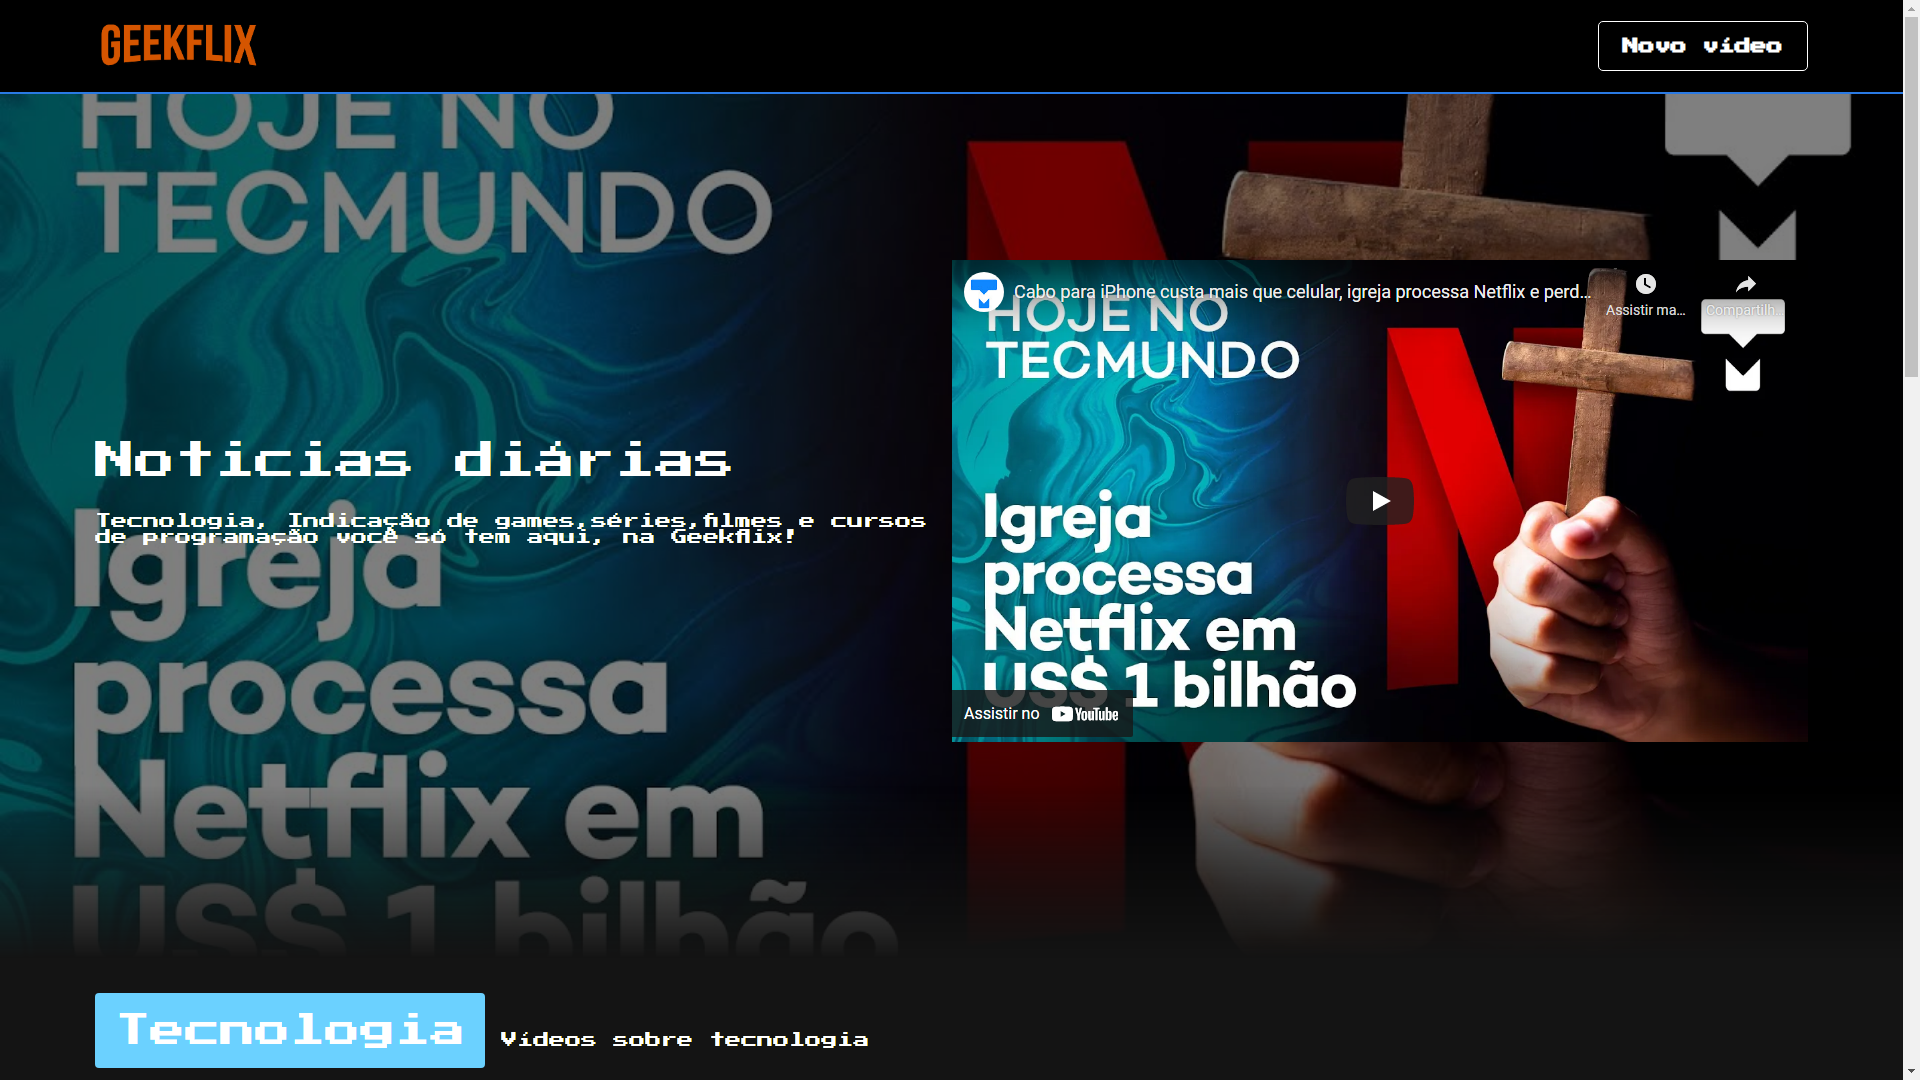 GEEKFLIX
Novo vídeo
HOJE NO
TECMUNDO
Noticias diárias
Tecnologia, Indicação de games,séries,filmes e cursos
de programação você só tem aqui, na Geekflix!
Igreja
processa
Netflix em
US$ 1 bilhão
Cabo para iPhone custa mais que celular, igreja processa Netflix e perd...
Assistir ma...
Compartilh...
HOJE NO
TECMUNDO
Igreja
processa
Netflix em
US$ 1 bilhão
Assistir no YouTube
Tecnologia
Vídeos sobre tecnologia